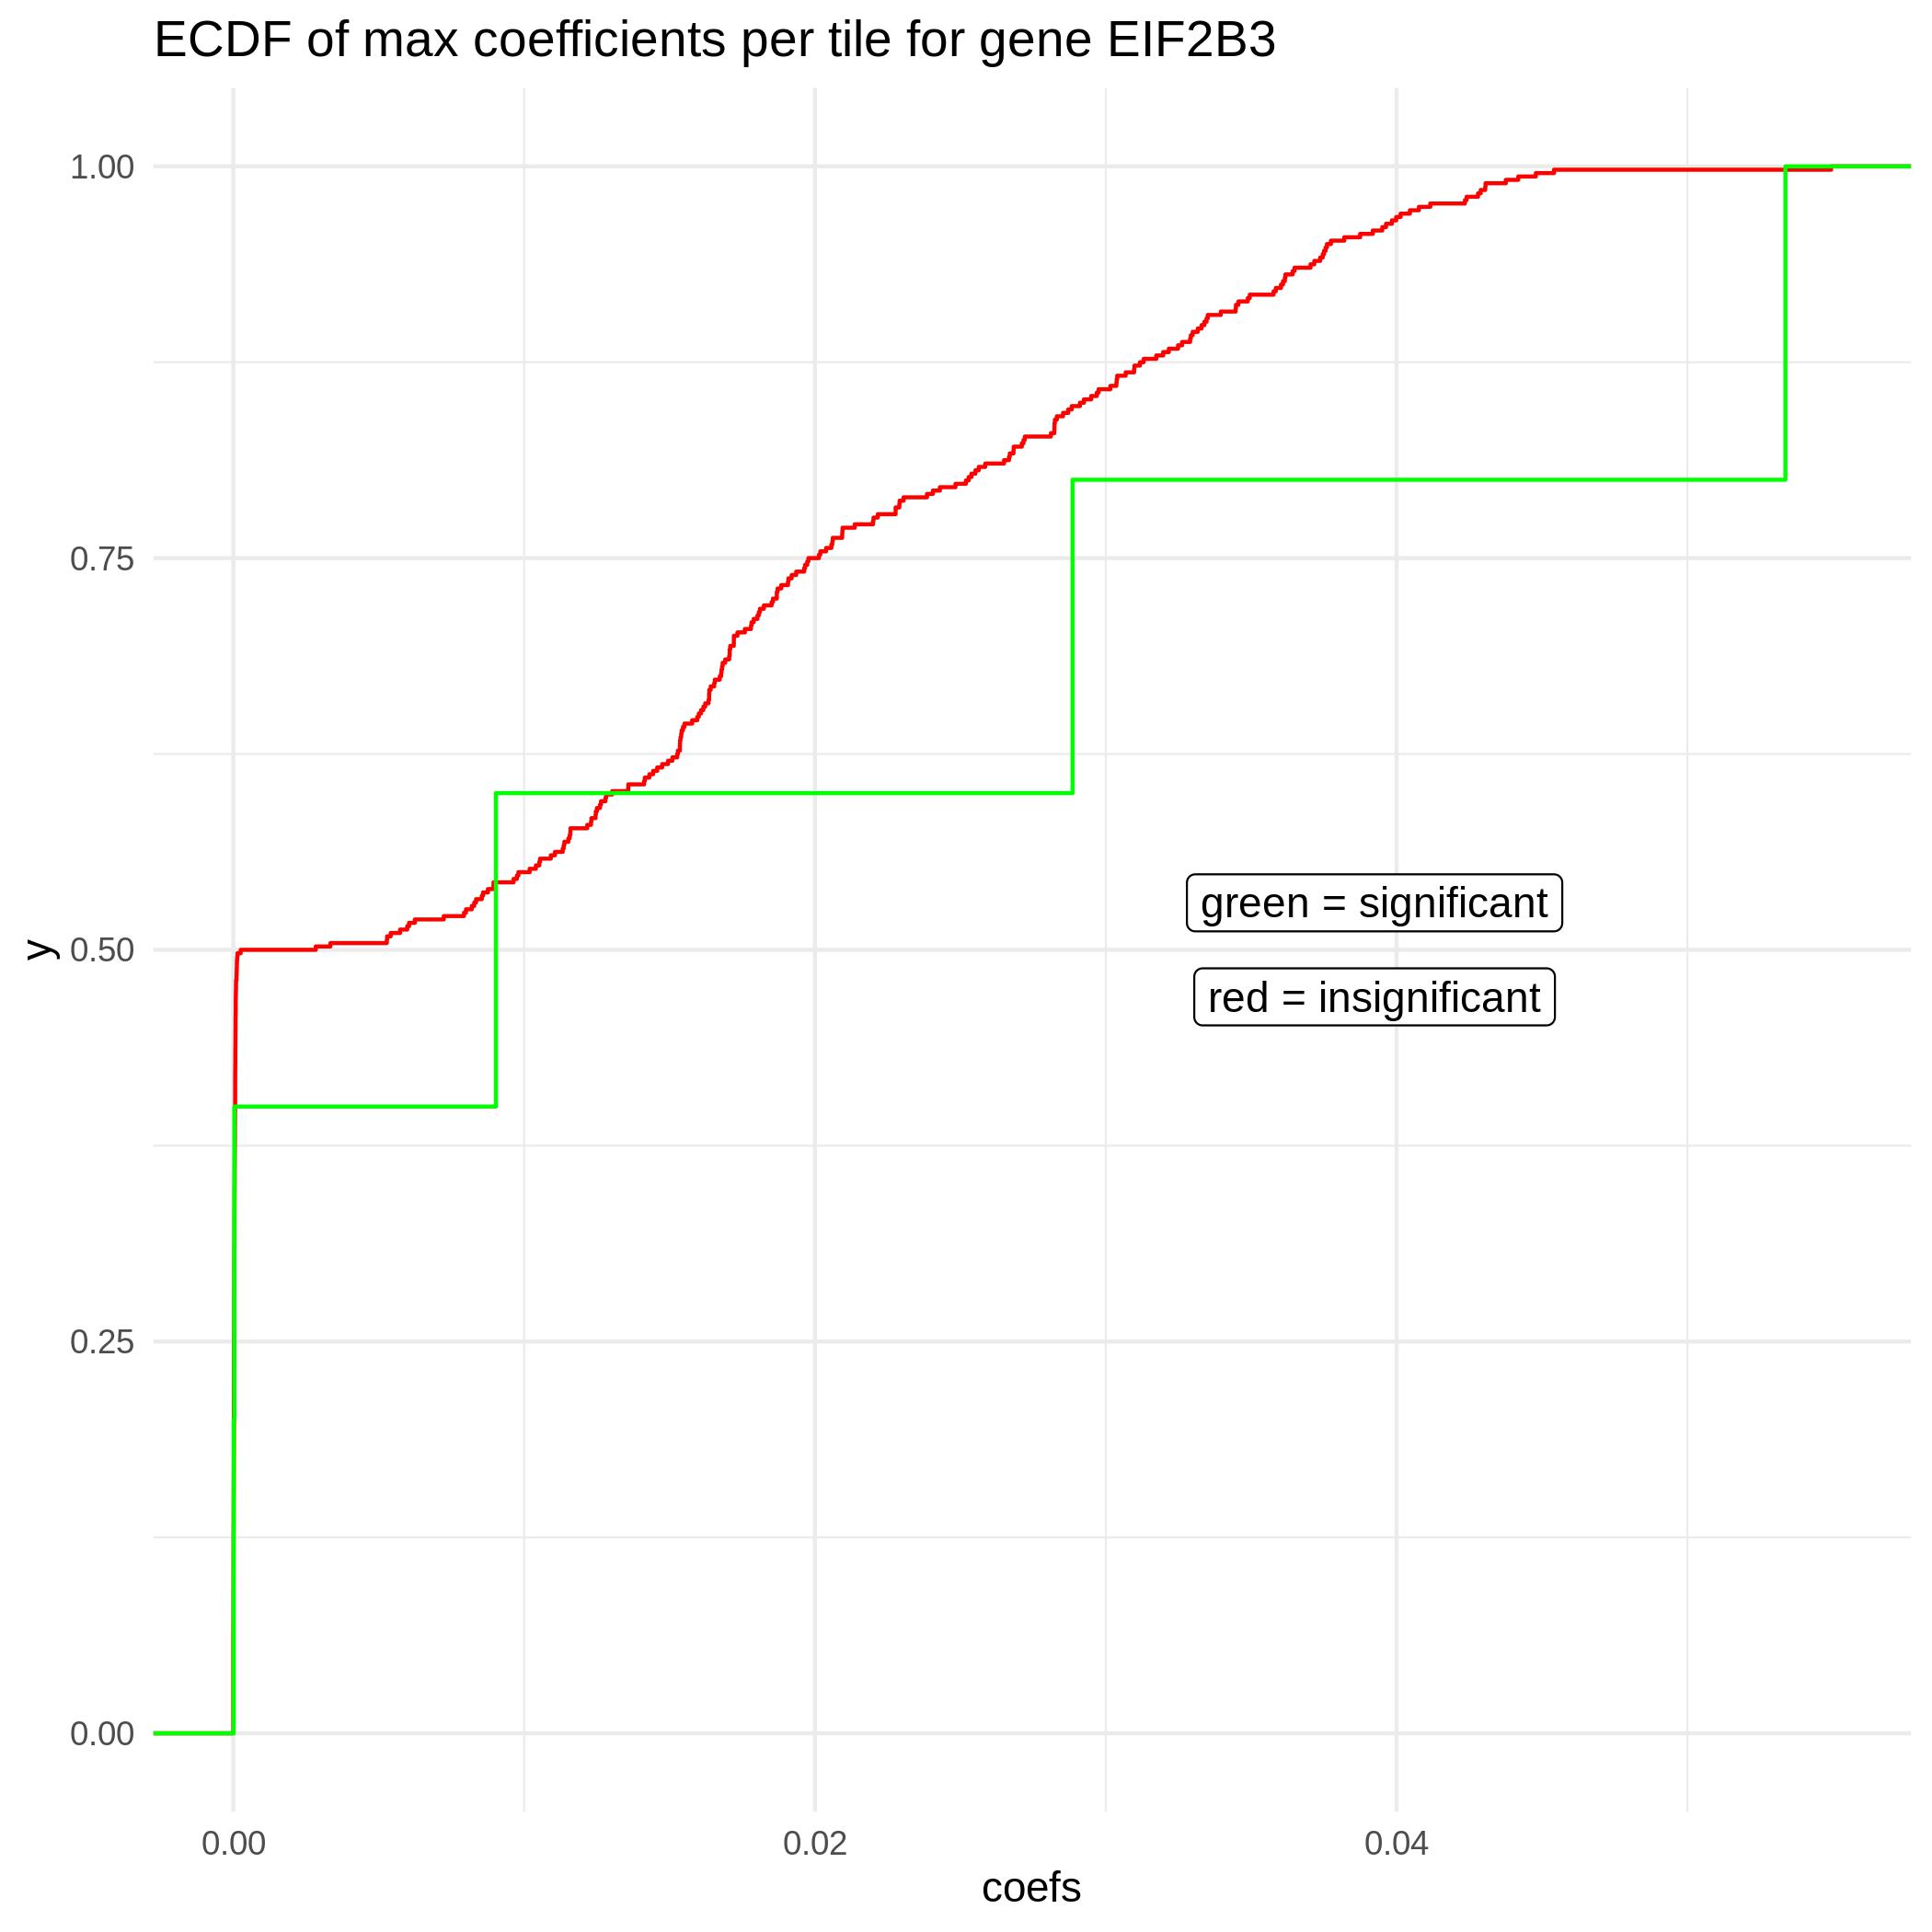 ECDF of max coefficients per tile for gene EIF2B3
1.00
0.75
0.50
0.25
0.00
y
green = significant
red = insignificant
0.00 0.02 0.04
coefs